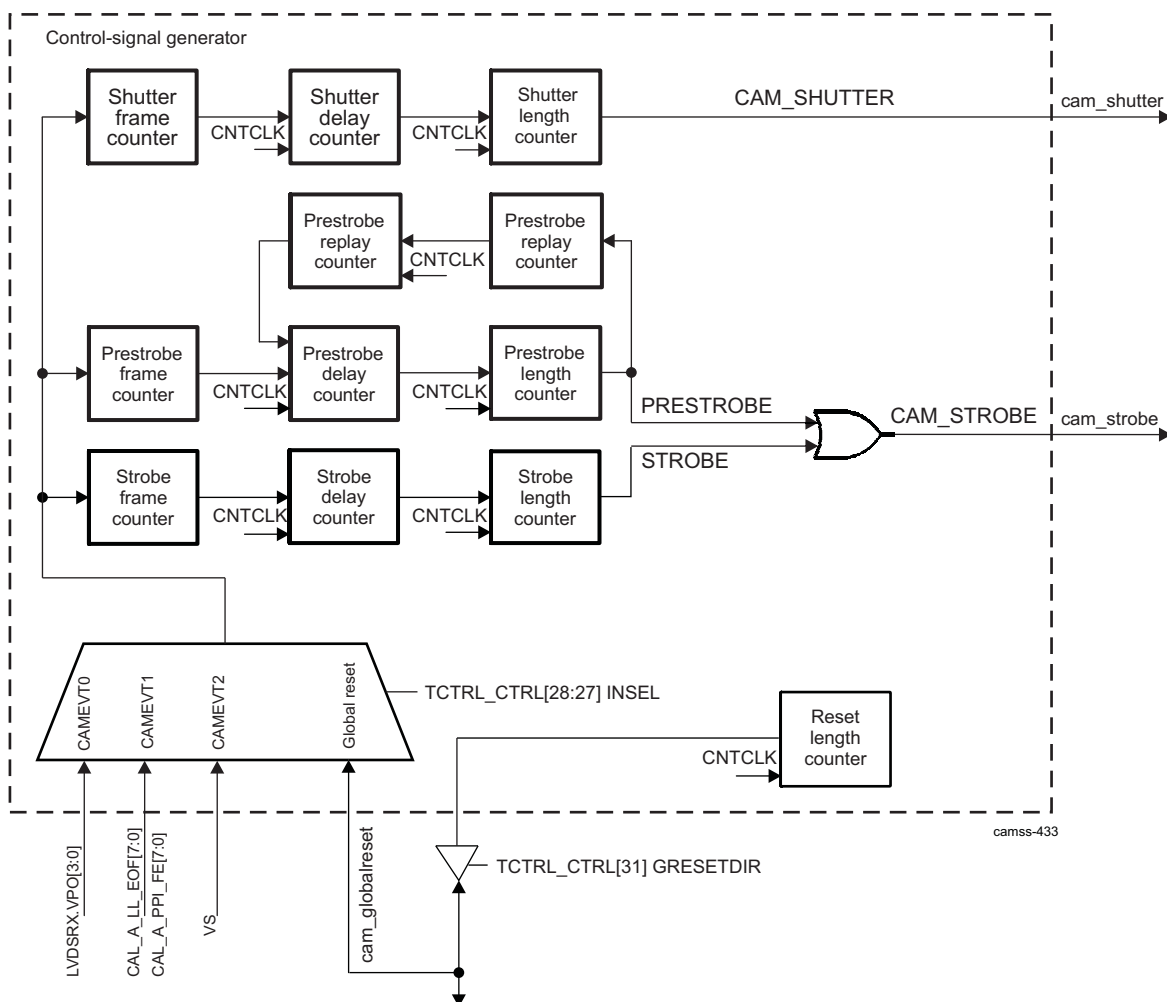 Control-signal generator
Shutter
frame
counter
CNTCLK
Shutter
delay
counter
CNTCLK
Shutter
length
counter
CAM_SHUTTER
cam_shutter
Prestrobe
replay
counter
CNTCLK
Prestrobe
replay
counter
Prestrobe
frame
counter
CNTCLK
Prestrobe
delay
counter
CNTCLK
Prestrobe
length
counter
PRESTROBE
CAM_STROBE
cam_strobe
STROBE
Strobe
frame
counter
CNTCLK
Strobe
delay
counter
CNTCLK
Strobe
length
counter
CAMEVT0
CAMEVT1
CAMEVT2
Global reset
TCTRL_CTRL[28:27] INSEL
Reset
length
counter
CNTCLK
camss-433
LVDSRX.VPO[3:0]
CAL_A_LL_EOF[7:0]
CAL_A_PPI_FE[7:0]
VS
cam_globalreset
TCTRL_CTRL[31] GRESETDIR